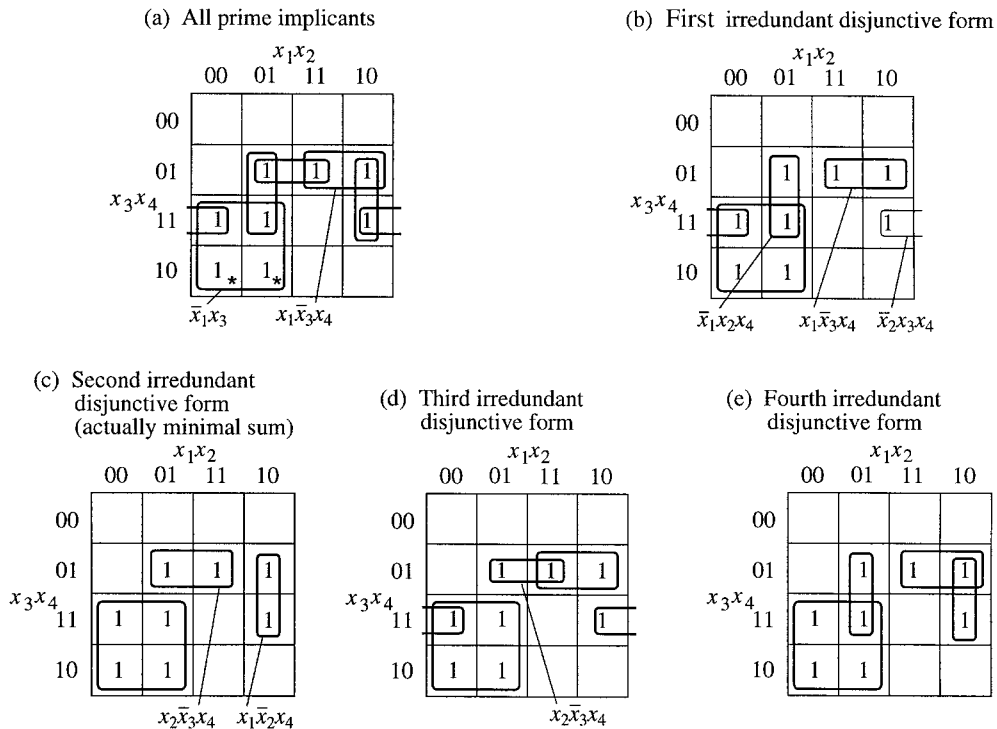 (a) All prime implicants
x₁x₂
00 01 11 10
00
01 1 1 1
x₃x₄
11 1 1 1
10 1* 1*
x̄₁x₃ x₁x̄₃x₄
(b) First irredundant disjunctive form
x₁x₂
00 01 11 10
00
01 1 1 1
x₃x₄
11 1 1 1
10 1 1
x̄₁x₂x₄ x₁x̄₃x₄ x̄₂x₃x₄
(c) Second irredundant
disjunctive form
(actually minimal sum)
x₁x₂
00 01 11 10
00
01 1 1 1
x₃x₄
11 1 1 1
10 1 1
x₂x̄₃x₄ x₁x̄₂x₄
(d) Third irredundant
disjunctive form
x₁x₂
00 01 11 10
00
01 1 1 1
x₃x₄
11 1 1 1
10 1 1
x₂x̄₃x₄
(e) Fourth irredundant
disjunctive form
x₁x₂
00 01 11 10
00
01 1 1 1
x₃x₄
11 1 1 1
10 1 1